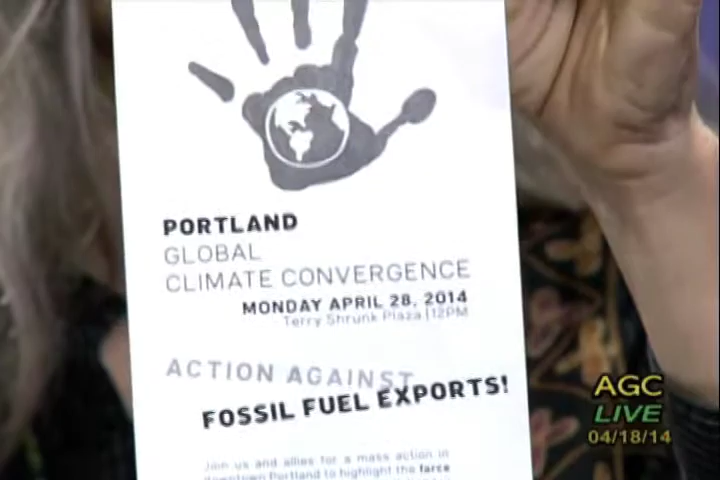 PORTLAND
GLOBAL
CLIMATE CONVERGENCE
MONDAY APRIL 28, 2014
Terry Shrunk Plaza | 12PM
ACTION AGAINST
FOSSIL FUEL EXPORTS!
Join us and allies for a mass action in
downtown Portland to highlight the farce
AGC
LIVE
04/18/14